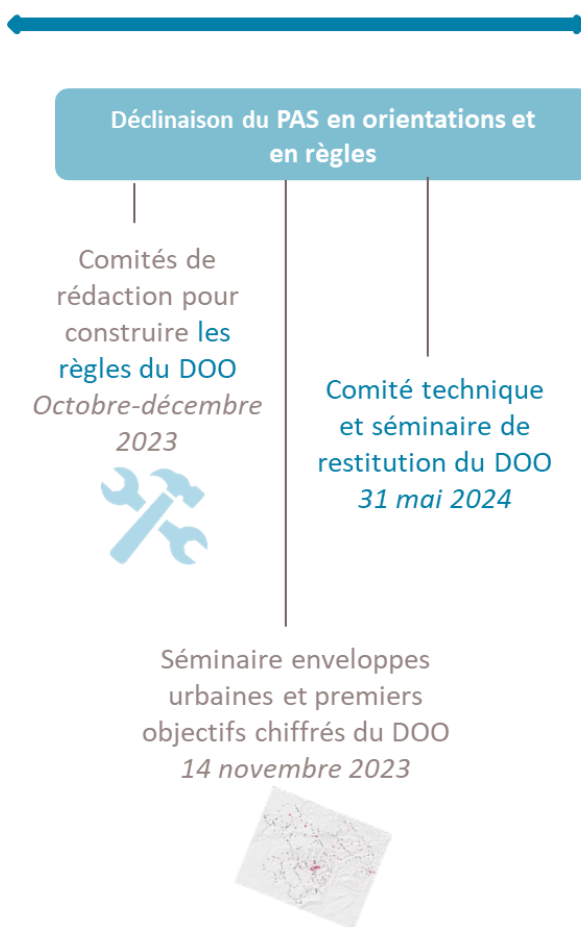 Déclinaison du PAS en orientations et
en règles
Comités de
rédaction pour
construire les
règles du DOO
Octobre-décembre
2023
Comité technique
et séminaire de
restitution du DOO
31 mai 2024
Séminaire enveloppes
urbaines et premiers
objectifs chiffrés du DOO
14 novembre 2023